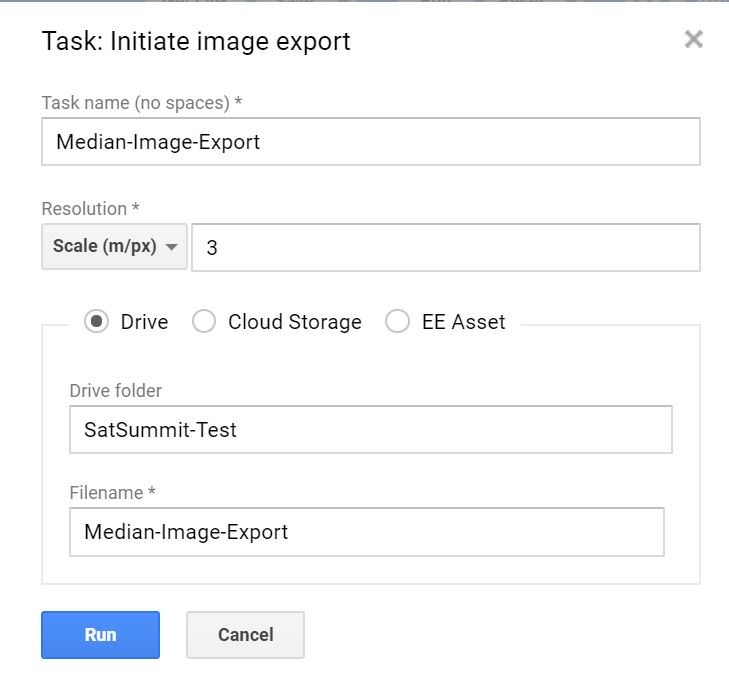 Task: Initiate image export
Task name (no spaces) *
Median-Image-Export
Resolution *
Scale (m/px) 3
Drive Cloud Storage EE Asset
Drive folder
SatSummit-Test
Filename *
Median-Image-Export
Run Cancel